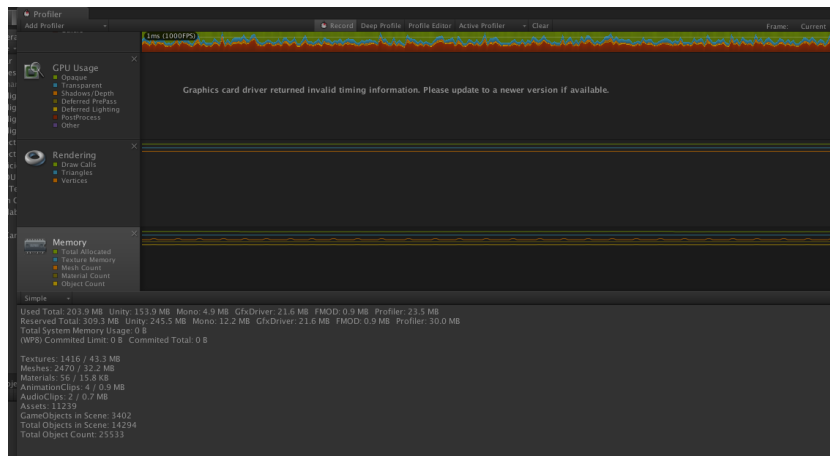 Profiler
Add Profiler
Record Deep Profile Profile Editor Active Profiler Clear
Frame: Current
1ms (1000FPS)
GPU Usage
Opaque
Transparent
Shadows/Depth
Deferred PrePass
Deferred Lighting
PostProcess
Other
Graphics card driver returned invalid timing information. Please update to a newer version if available.
Rendering
Draw Calls
Triangles
Vertices
Memory
Total Allocated
Texture Memory
Mesh Count
Material Count
Object Count
Simple
Used Total: 203.9 MB Unity: 153.9 MB Mono: 4.9 MB GfxDriver: 21.6 MB FMOD: 0.9 MB Profiler: 23.5 MB
Reserved Total: 309.3 MB Unity: 245.5 MB Mono: 12.2 MB GfxDriver: 21.6 MB FMOD: 0.9 MB Profiler: 30.0 MB
Total System Memory Usage: 0 B
(WP8) Commited Limit: 0 B Commited Total: 0 B
Textures: 1416 / 43.3 MB
Meshes: 2470 / 32.2 MB
Materials: 56 / 15.8 KB
AnimationClips: 4 / 0.9 MB
AudioClips: 2 / 0.7 MB
Assets: 11239
GameObjects in Scene: 3402
Total Objects in Scene: 14294
Total Object Count: 25533